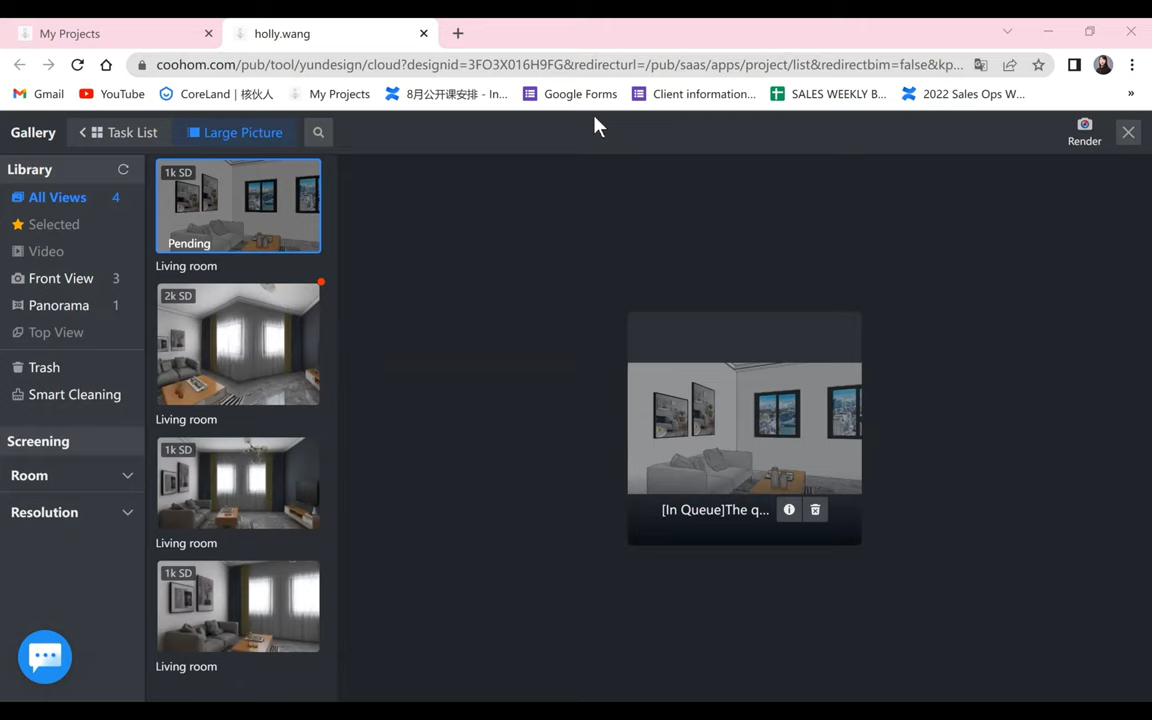 My Projects
holly.wang
coohom.com/pub/tool/yundesign/cloud?designid=3FO3X016H9FG&redirecturl=/pub/saas/apps/project/list&redirectbim=false&kp...
Gmail YouTube CoreLand | 核伙人 My Projects 8月公开课安排 - In... Google Forms Client information... SALES WEEKLY B... 2022 Sales Ops W... »
Gallery Task List Large Picture Render
Library
All Views 4
Selected
Video
Front View 3
Panorama 1
Top View
Trash
Smart Cleaning
Screening
Room
Resolution
1k SD
Pending
Living room
2k SD
Living room
1k SD
Living room
1k SD
Living room
[In Queue]The q...